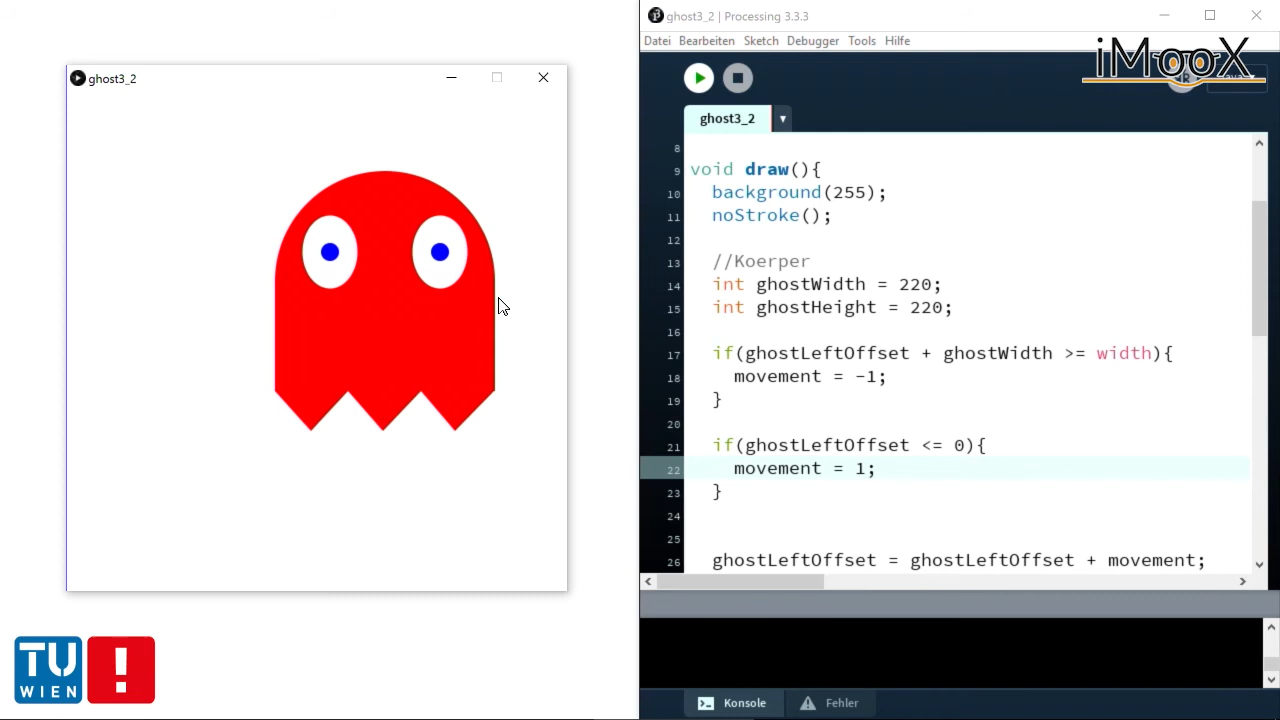 ghost3_2 | Processing 3.3.3
Datei Bearbeiten Sketch Debugger Tools Hilfe
iMooX
ghost3_2
ghost3_2
8
9 void draw(){
10 background(255);
11 noStroke();
12
13 //Koerper
14 int ghostWidth = 220;
15 int ghostHeight = 220;
16
17 if(ghostLeftOffset + ghostWidth >= width){
18 movement = -1;
19 }
20
21 if(ghostLeftOffset <= 0){
22 movement = 1;
23 }
24
25
26 ghostLeftOffset = ghostLeftOffset + movement;
TU
WIEN
!
Konsole Fehler